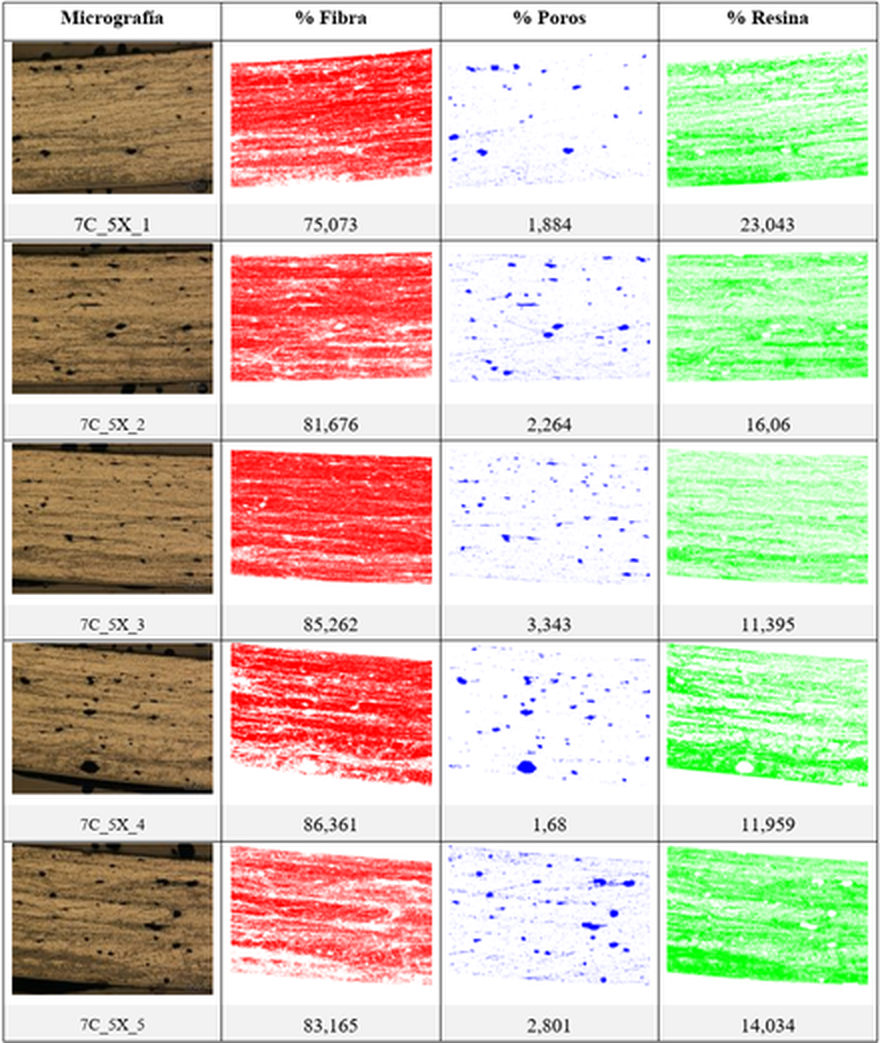 Micrografía % Fibra % Poros % Resina
7C_5X_1 75,073 1,884 23,043
7C_5X_2 81,676 2,264 16,06
7C_5X_3 85,262 3,343 11,395
7C_5X_4 86,361 1,68 11,959
7C_5X_5 83,165 2,801 14,034